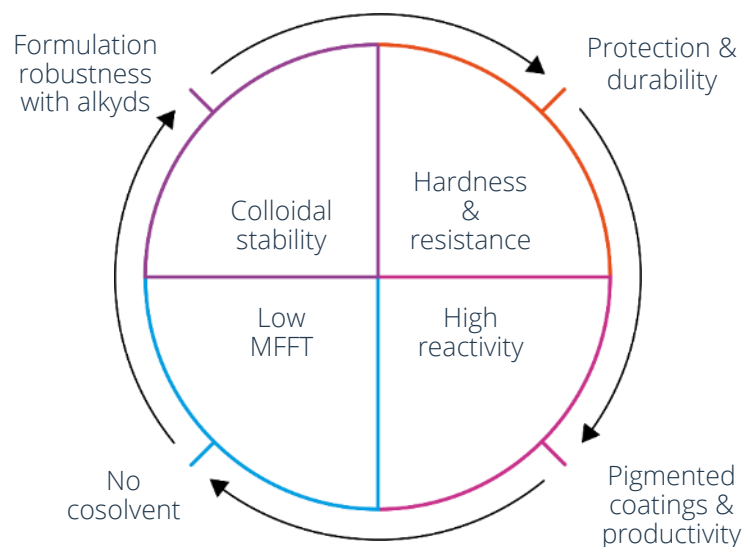 Formulation
robustness
with alkyds
Protection &
durability
Colloidal
stability
Hardness
&
resistance
Low
MFFT
High
reactivity
No
cosolvent
Pigmented
coatings &
productivity